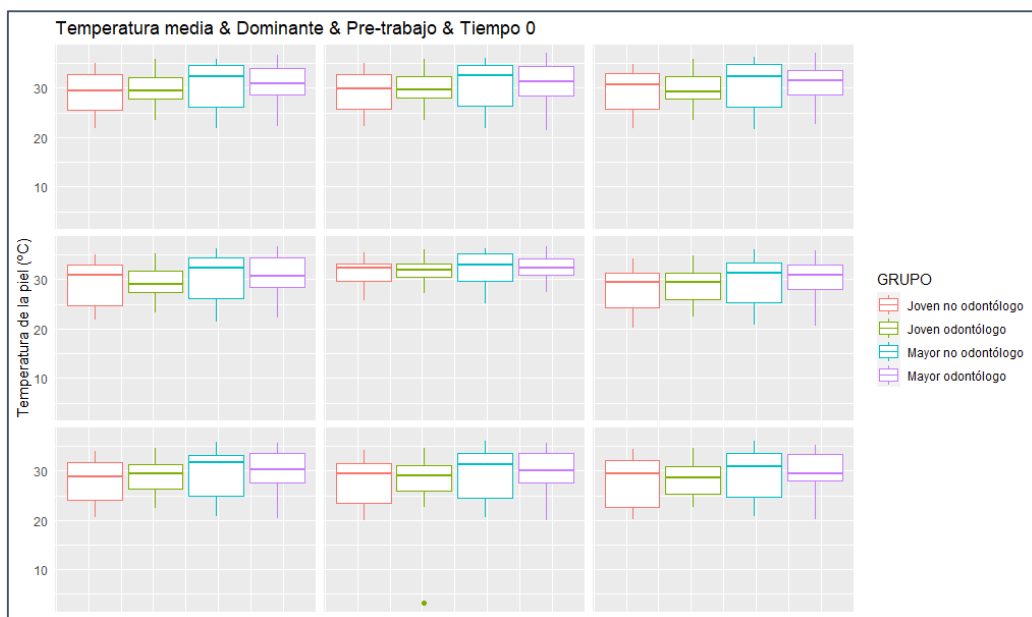 Temperatura media & Dominante & Pre-trabajo & Tiempo 0
30
20
10
Temperatura de la piel (ºC)
30
20
10
30
20
10
GRUPO
Joven no odontólogo
Joven odontólogo
Mayor no odontólogo
Mayor odontólogo